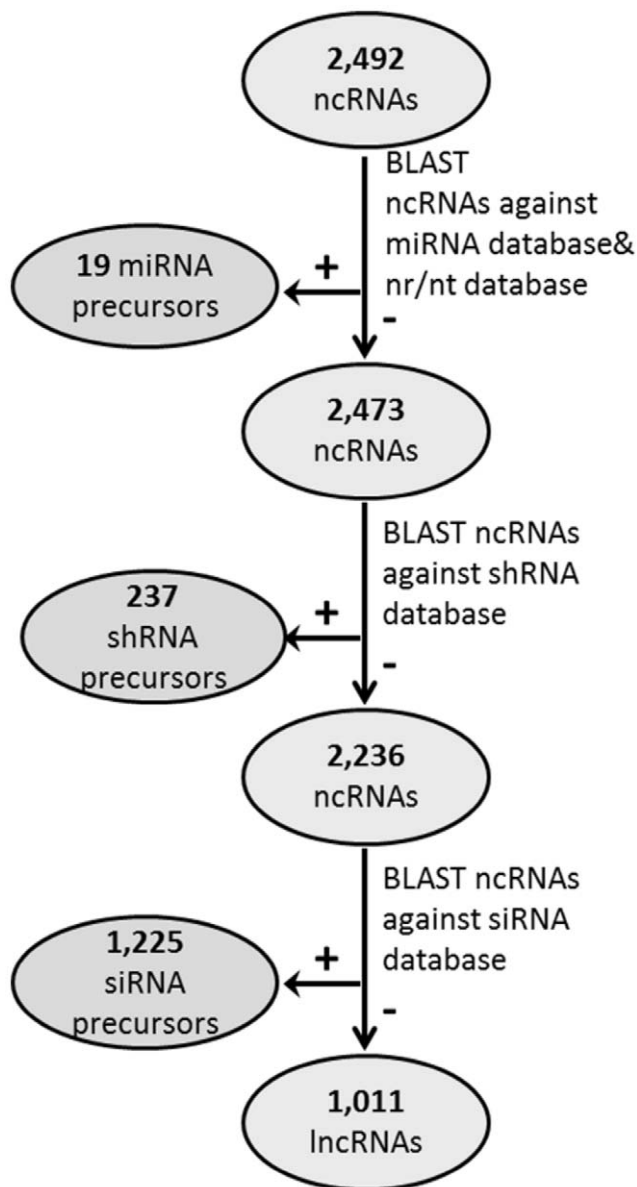 2,492
ncRNAs
BLAST
ncRNAs against
miRNA database&
nr/nt database
+
19 miRNA
precursors
-
2,473
ncRNAs
BLAST ncRNAs
against shRNA
database
+
237
shRNA
precursors
-
2,236
ncRNAs
BLAST ncRNAs
against siRNA
database
+
1,225
siRNA
precursors
-
1,011
lncRNAs